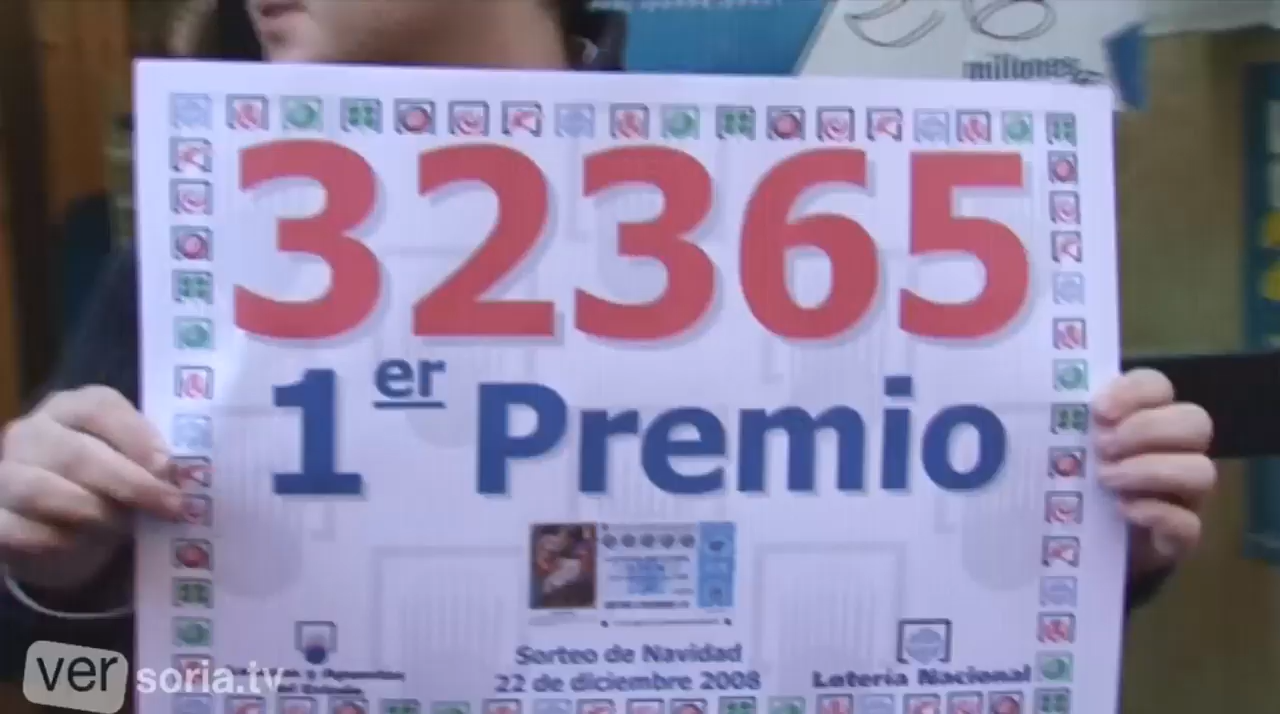 millones
32365
1er Premio
Sorteo de Navidad
22 de diciembre 2008
Lotería Nacional
ver soria.tv